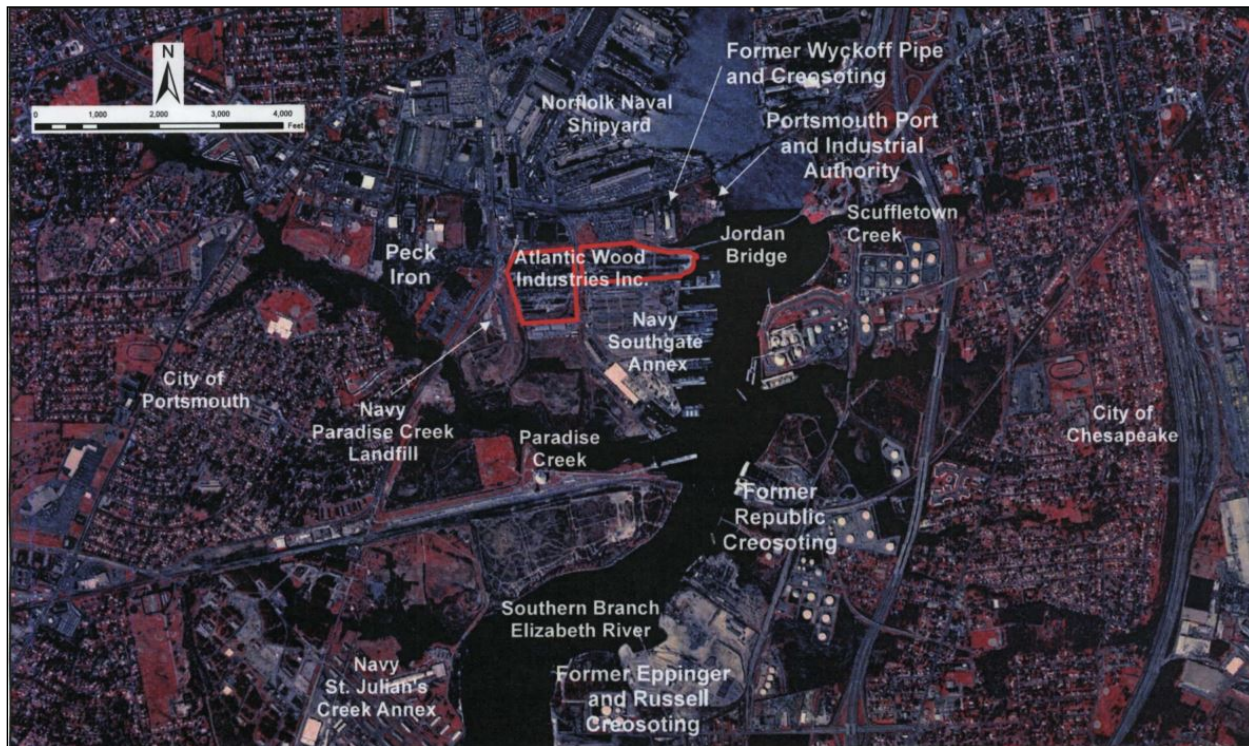 N
0 1,000 2,000 3,000 4,000
Feet
Former Wyckoff Pipe
and Creosoting
Norflolk Naval
Shipyard
Portsmouth Port
and Industrial
Authority
Scuffletown
Creek
Jordan
Bridge
Peck
Iron
Atlantic Wood
Industries Inc.
Navy
Southgate
Annex
City of
Portsmouth
Navy
Paradise Creek
Landfill
Paradise
Creek
City of
Chesapeake
Former
Republic
Creosoting
Southern Branch
Elizabeth River
Former Eppinger
and Russell
Creosoting
Navy
St. Julian's
Creek Annex